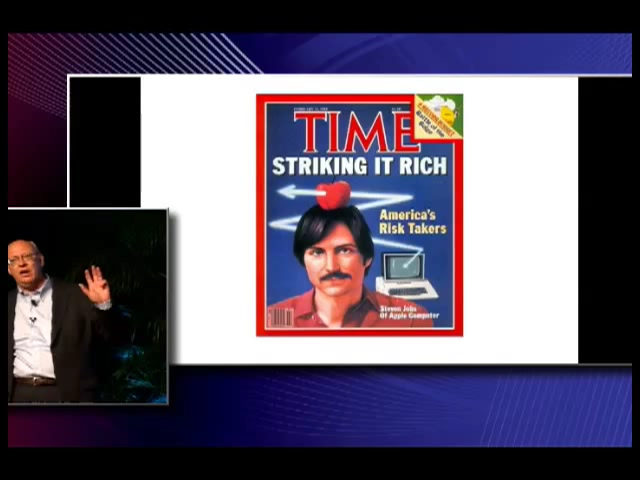 TIME
STRIKING IT RICH
America's
Risk Takers
Steven Jobs
Of Apple Computer